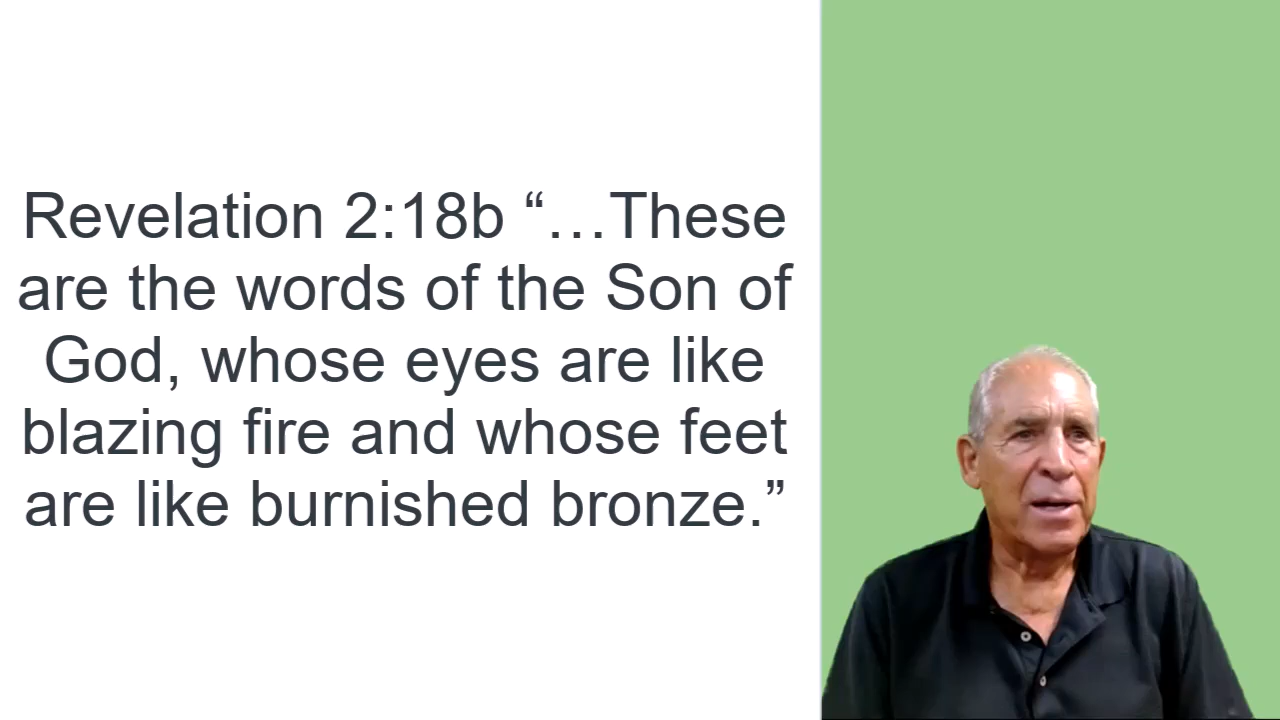 Revelation 2:18b “…These
are the words of the Son of
God, whose eyes are like
blazing fire and whose feet
are like burnished bronze.”